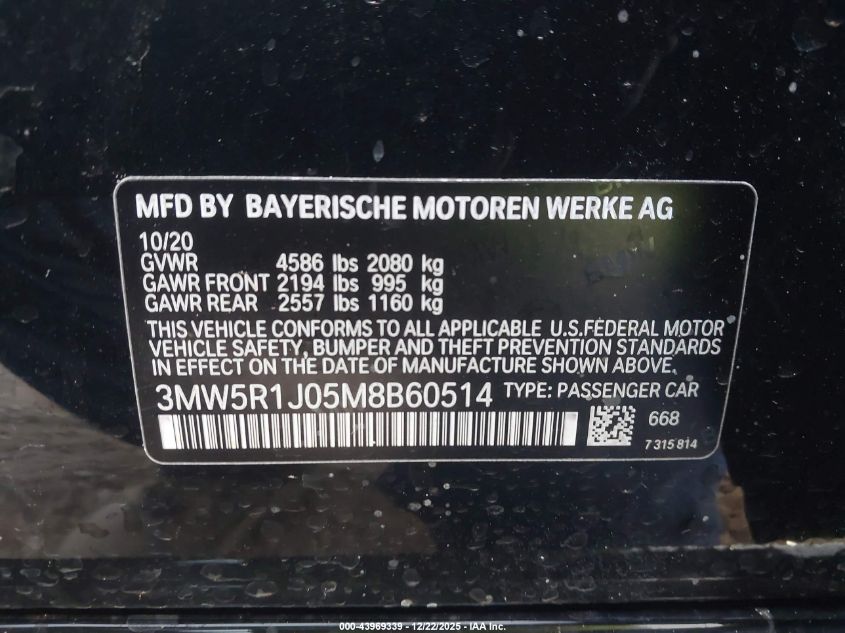 MFD BY BAYERISCHE MOTOREN WERKE AG
10/20
GVWR 4586 lbs 2080 kg
GAWR FRONT 2194 lbs 995 kg
GAWR REAR 2557 lbs 1160 kg
THIS VEHICLE CONFORMS TO ALL APPLICABLE U.S.FEDERAL MOTOR
VEHICLE SAFETY, BUMPER AND THEFT PREVENTION STANDARDS
IN EFFECT ON THE DATE OF MANUFACTURE SHOWN ABOVE.
3MW5R1J05M8B60514 TYPE: PASSENGER CAR
668
7315814
000-43969339 - 12/22/2025 - IAA Inc.